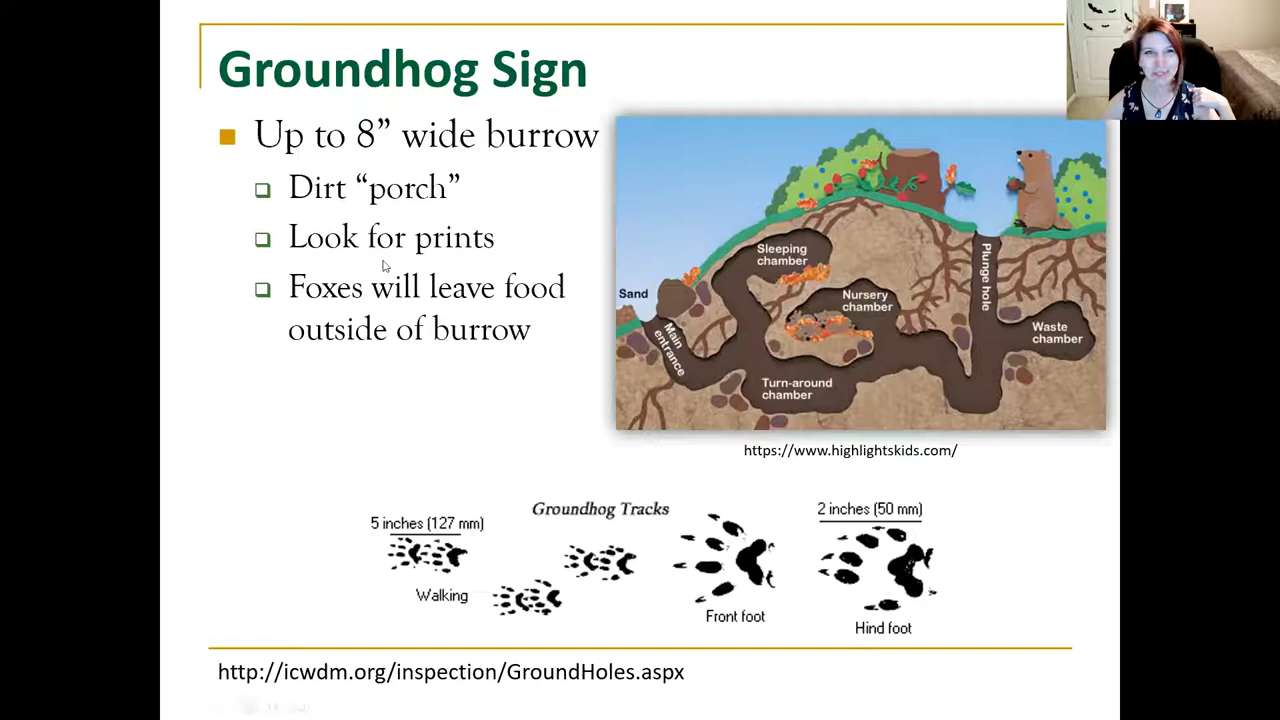 Groundhog Sign
Up to 8” wide burrow
Dirt “porch”
Look for prints
Foxes will leave food
outside of burrow
Sleeping
chamber
Sand
Nursery
chamber
Plunge hole
Main
entrance
Waste
chamber
Turn-around
chamber
https://www.highlightskids.com/
Groundhog Tracks
5 inches (127 mm)
2 inches (50 mm)
Walking
Front foot
Hind foot
http://icwdm.org/inspection/GroundHoles.aspx